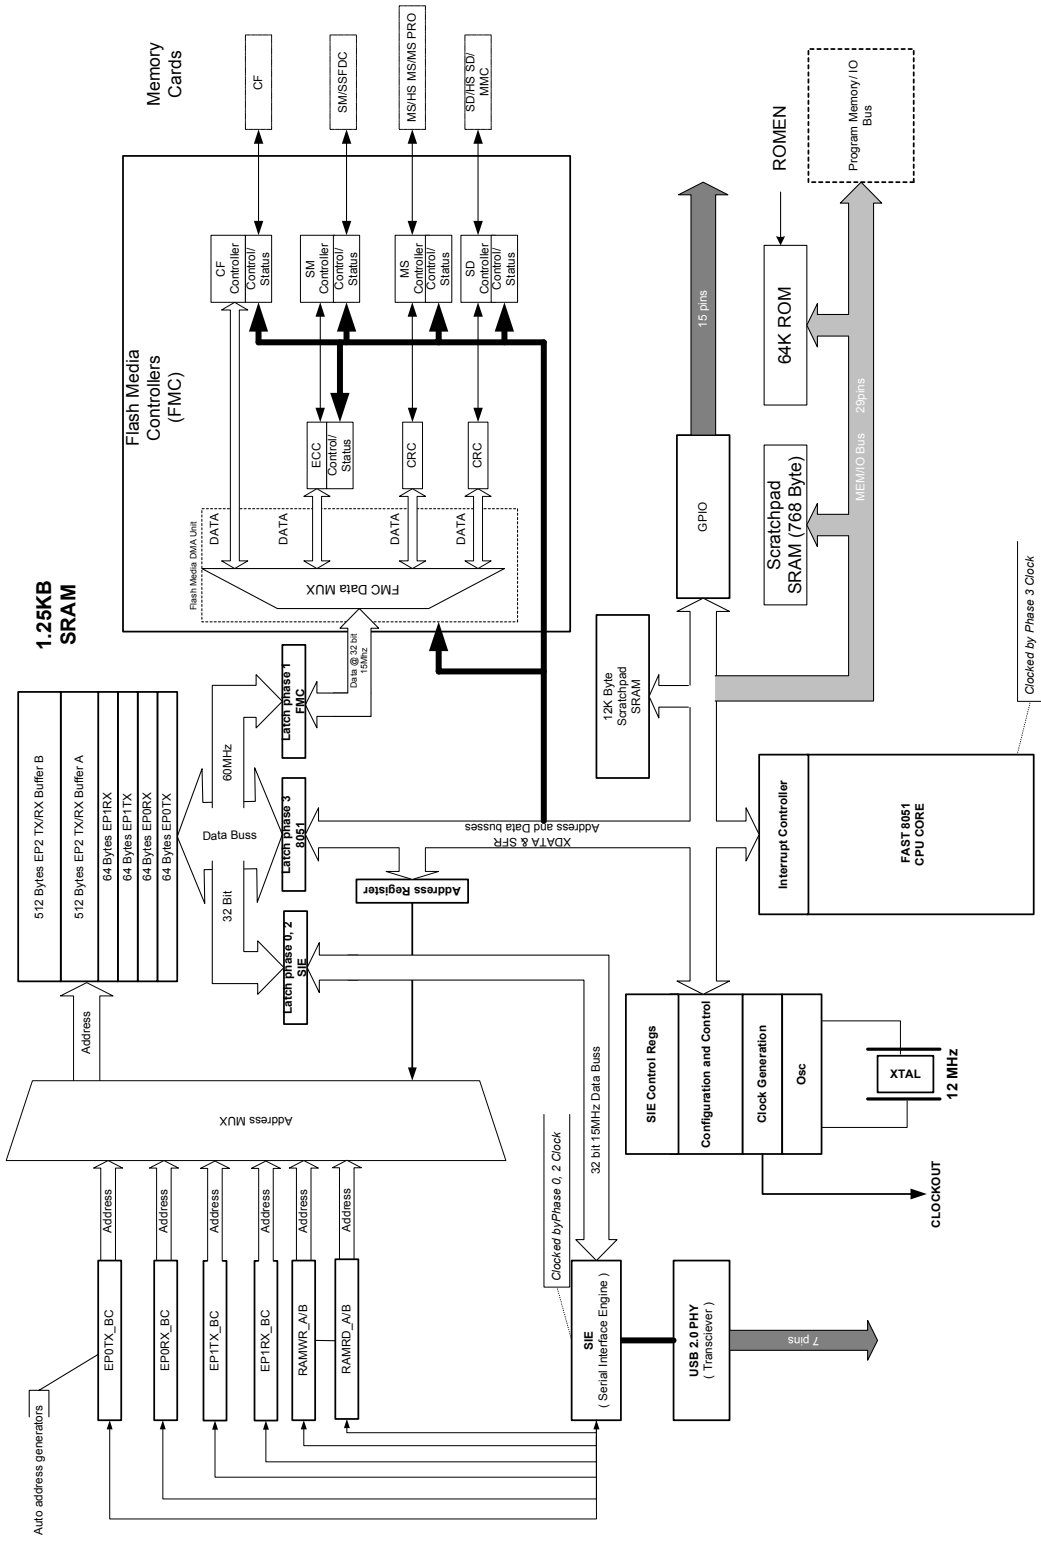 Auto address generators
EP0TX_BC
EP0RX_BC
EP1TX_BC
EP1RX_BC
RAMWR_A/B
RAMRD_A/B
Address
Address
Address
Address
Address
Address
Address MUX
Address
1.25KB
SRAM
512 Bytes EP2 TX/RX Buffer B
512 Bytes EP2 TX/RX Buffer A
64 Bytes EP1RX
64 Bytes EP1TX
64 Bytes EP0RX
64 Bytes EP0TX
32 Bit
Data Buss
60MHz
Latch phase 0, 2
SIE
Latch phase 3
8051
Latch phase 1
FMC
Data @ 32 bit
15Mhz
Address Register
XDATA & SFR
Address and Data busses
32 bit 15MHz Data Buss
Clocked byPhase 0, 2 Clock
SIE
( Serial Interface Engine )
USB 2.0 PHY
( Transciever )
7 pins
Flash Media
Controllers
(FMC)
Flash Media DMA Unit
FMC Data MUX
DATA
DATA
DATA
DATA
ECC
Control/
Status
CRC
CRC
CF
Controller
Control/
Status
SM
Controller
Control/
Status
MS
Controller
Control/
Status
SD
Controller
Control/
Status
Memory
Cards
CF
SM/SSFDC
MS/HS MS/MS PRO
SD/HS SD/
MMC
12K Byte
Scratchpad
SRAM
GPIO
15 pins
Scratchpad
SRAM (768 Byte)
64K ROM
ROMEN
MEM/IO Bus
29pins
Program Memory/ IO
Bus
SIE Control Regs
Configuration and Control
Clock Generation
Osc
XTAL
12 MHz
CLOCKOUT
Interrupt Controller
FAST 8051
CPU CORE
Clocked by Phase 3 Clock